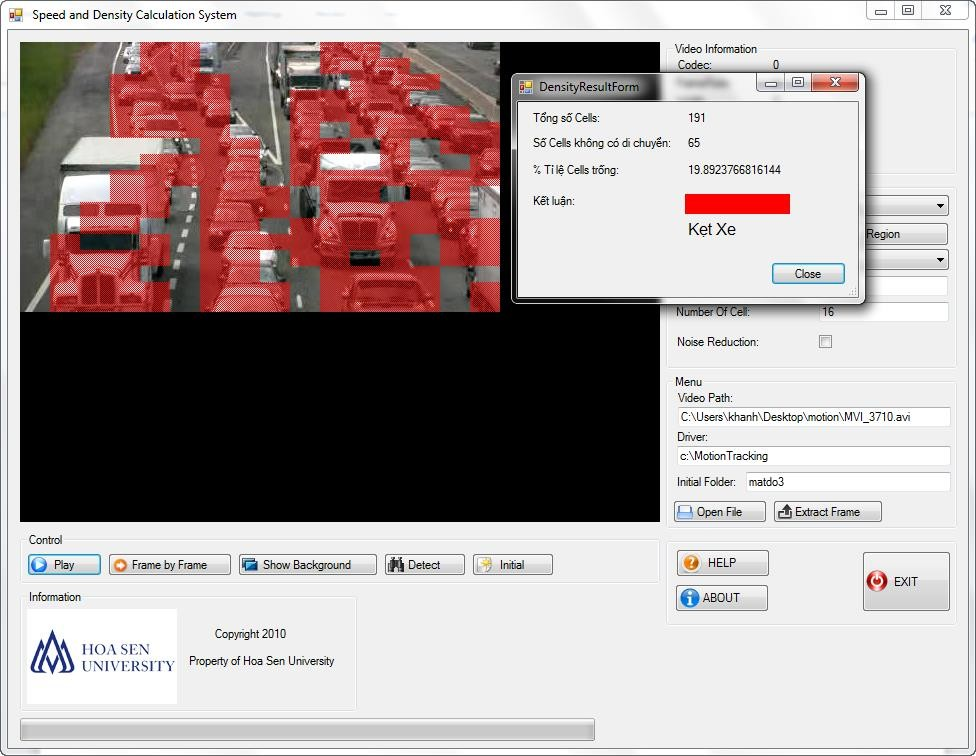 Speed and Density Calculation System
Video Information
Codec: 0
DensityResultForm
Tổng số Cells: 191
Số Cells không có di chuyển: 65
% Tỉ lệ Cells trống: 19.8923766816144
Kết luận:
Kẹt Xe
Close
Region
Number Of Cell: 16
Noise Reduction:
Menu
Video Path:
C:\Users\khanh\Desktop\motion\MVI_3710.avi
Driver:
c:\MotionTracking
Initial Folder: matdo3
Open File Extract Frame
Control
Play Frame by Frame Show Background Detect Initial
HELP
ABOUT
EXIT
Information
HOA SEN
UNIVERSITY
Copyright 2010
Property of Hoa Sen University